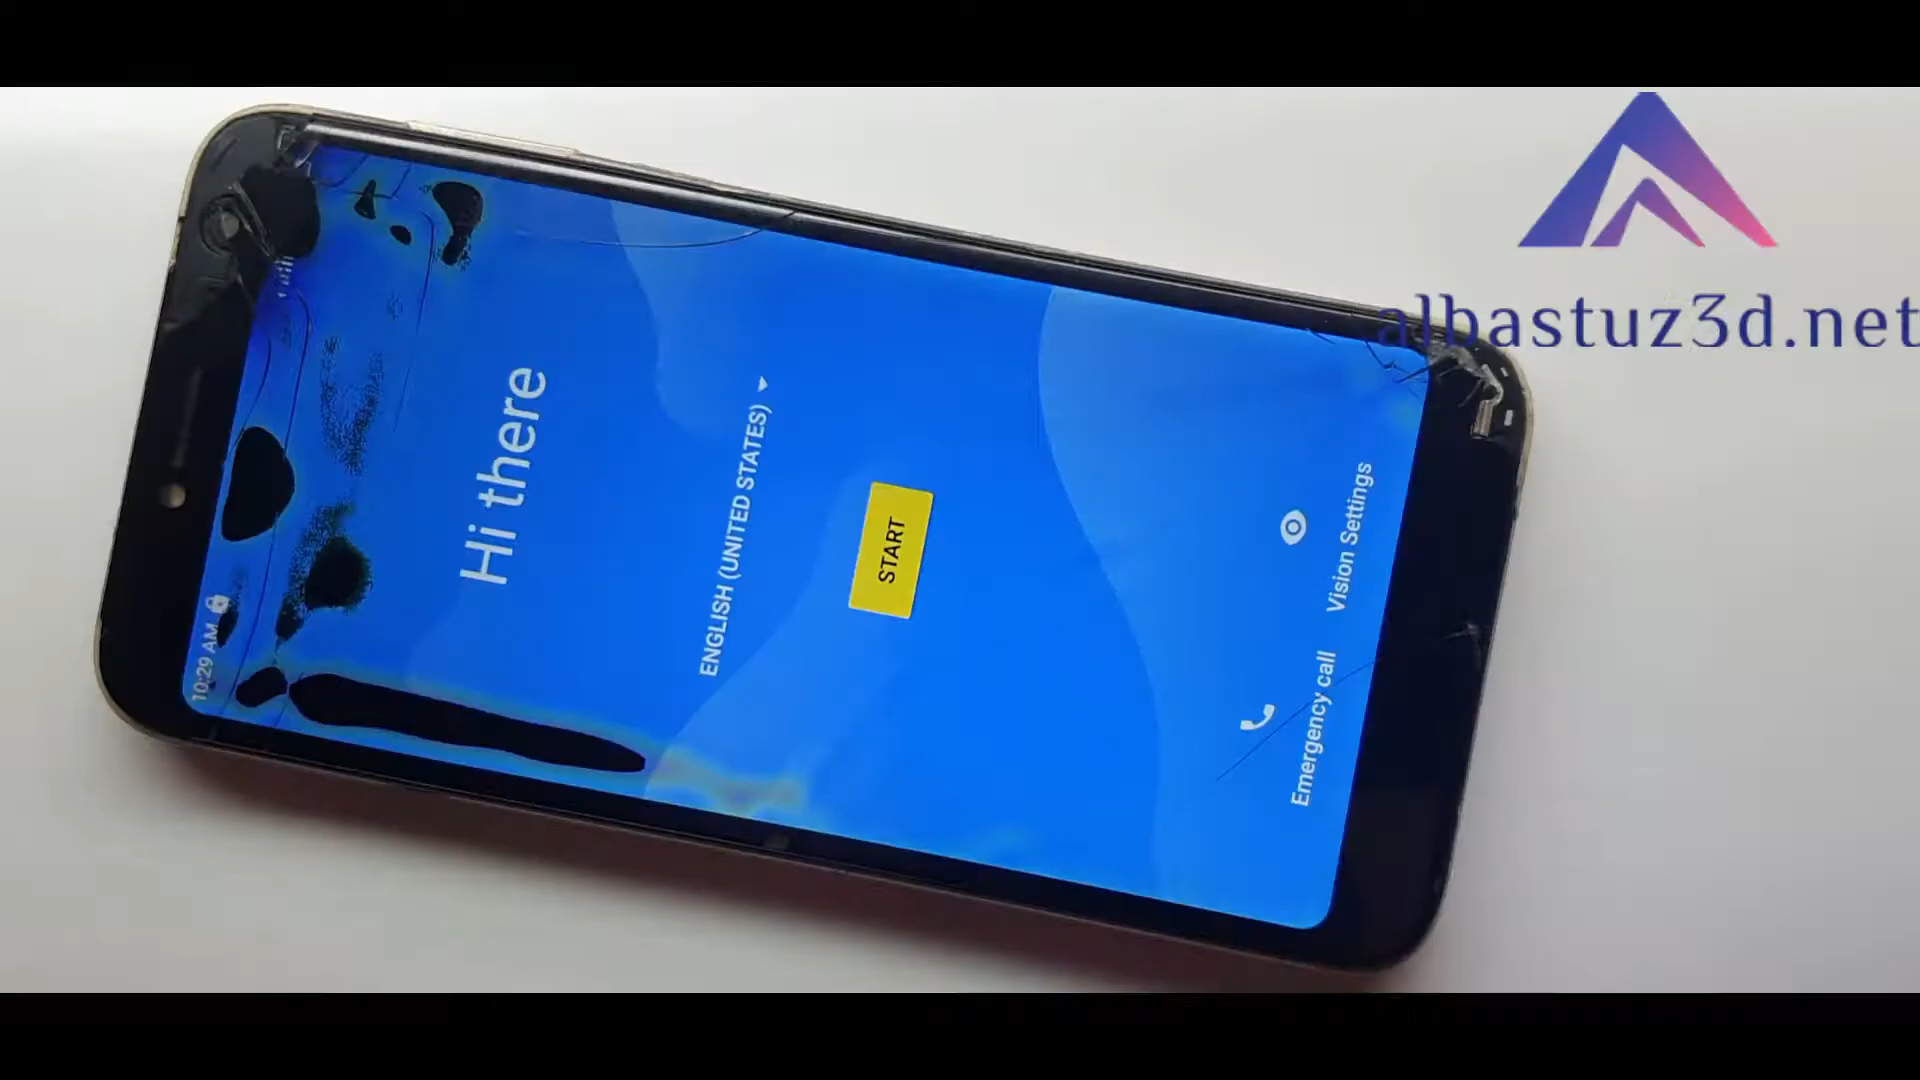 albastuz3d.net
10:29 AM
Hi there
ENGLISH (UNITED STATES)
START
Emergency call
Vision Settings